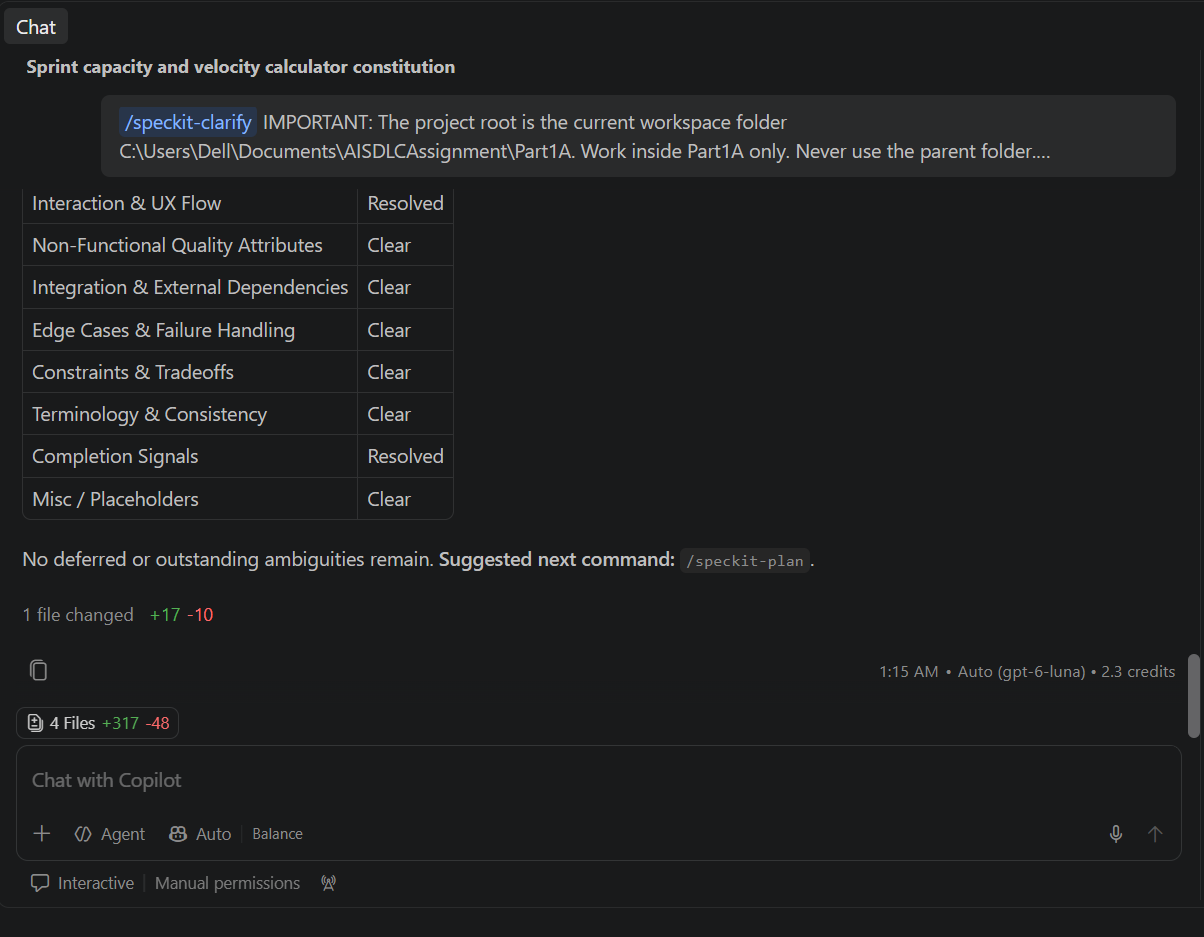 Chat
Sprint capacity and velocity calculator constitution
/speckit-clarify IMPORTANT: The project root is the current workspace folder
C:\Users\Dell\Documents\AISDLCAssignment\Part1A. Work inside Part1A only. Never use the parent folder....
Interaction & UX Flow Resolved
Non-Functional Quality Attributes Clear
Integration & External Dependencies Clear
Edge Cases & Failure Handling Clear
Constraints & Tradeoffs Clear
Terminology & Consistency Clear
Completion Signals Resolved
Misc / Placeholders Clear
No deferred or outstanding ambiguities remain. Suggested next command: /speckit-plan.
1 file changed +17 -10
1:15 AM • Auto (gpt-6-luna) • 2.3 credits
4 Files +317 -48
Chat with Copilot
Agent Auto Balance
Interactive Manual permissions